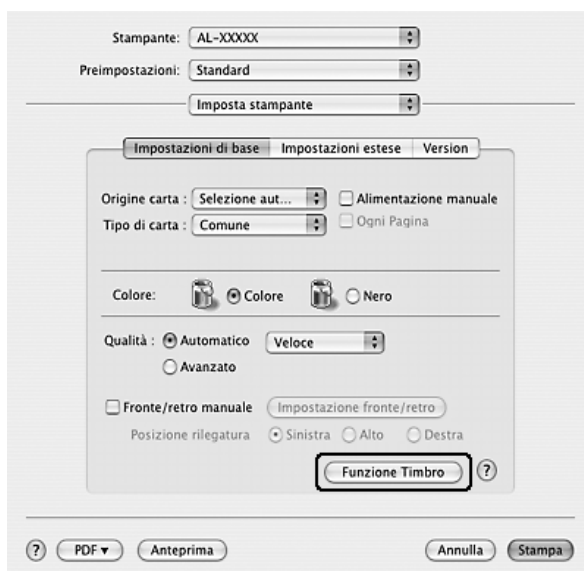 Stampante: AL-XXXXX
Preimpostazioni: Standard
Imposta stampante
Impostazioni di base Impostazioni estese Version
Origine carta : Selezione aut... Alimentazione manuale
Tipo di carta : Comune Ogni Pagina
Colore: Colore Nero
Qualità : Automatico Veloce
Avanzato
Fronte/retro manuale Impostazione fronte/retro
Posizione rilegatura Sinistra Alto Destra
Funzione Timbro ?
? PDF ▼ Anteprima Annulla Stampa